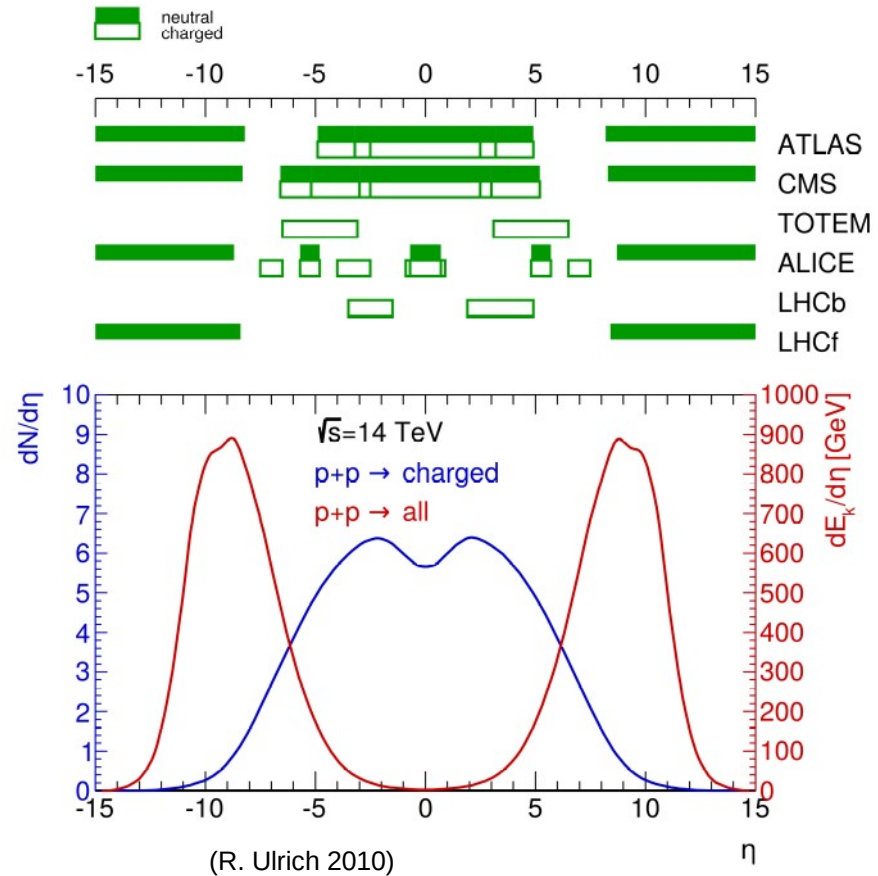 neutral
charged
-15 -10 -5 0 5 10 15
ATLAS
CMS
TOTEM
ALICE
LHCb
LHCf
dN/dη
10
9
8
7
6
5
4
3
2
1
0
√s=14 TeV
p+p → charged
p+p → all
1000
900
800
700
600
500
400
300
200
100
0
dEk/dη [GeV]
-15 -10 -5 0 5 10 15
η
(R. Ulrich 2010)